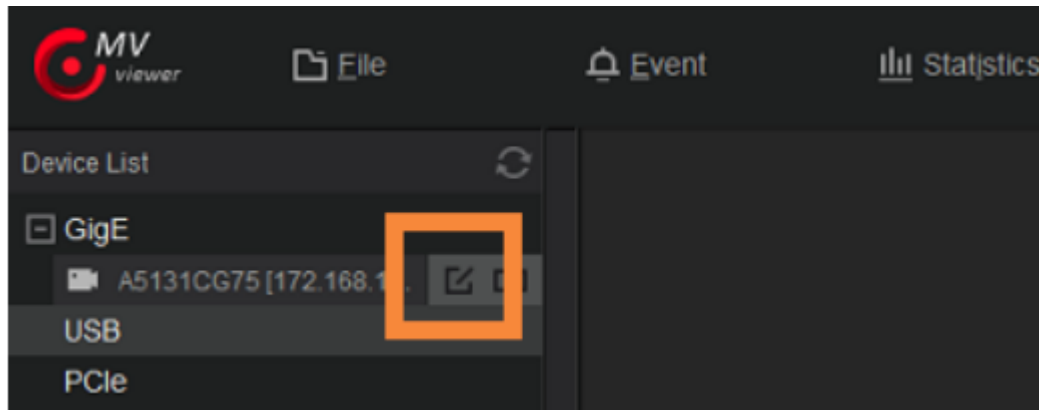 MV
viewer
File
Event
Statistics
Device List
GigE
A5131CG75 [172.168.1...
USB
PCIe